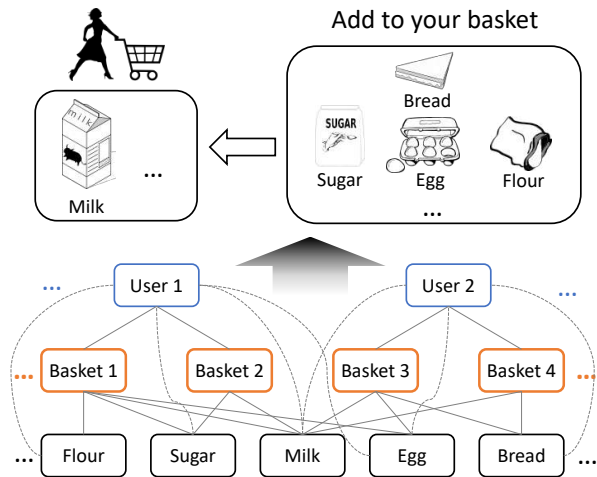 Add to your basket
Bread
milk
SUGAR
Sugar
Egg
Flour
...
Milk
...
... User 1 User 2 ...
... Basket 1 Basket 2 Basket 3 Basket 4 ...
... Flour Sugar Milk Egg Bread ...